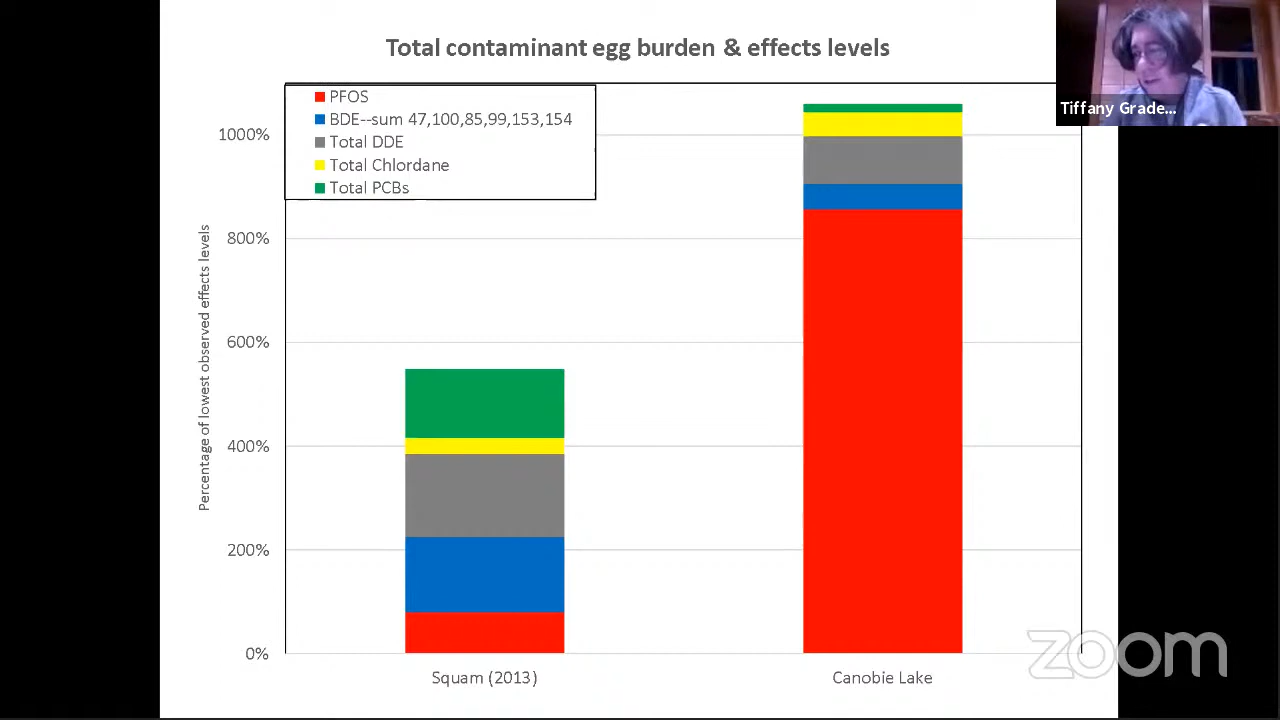 Total contaminant egg burden & effects levels
Tiffany Grade...
PFOS
BDE--sum 47,100,85,99,153,154
Total DDE
Total Chlordane
Total PCBs
Percentage of lowest observed effects levels
1000%
800%
600%
400%
200%
0%
Squam (2013)
Canobie Lake
zoom